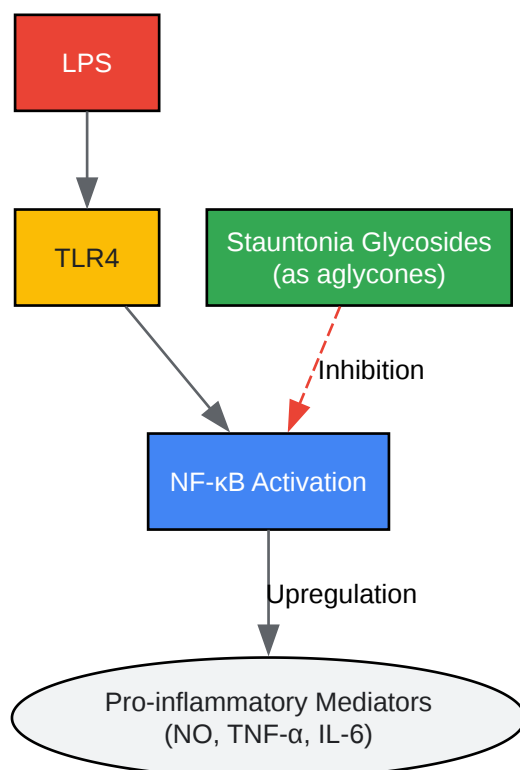 LPS
TLR4
Stauntonia Glycosides
(as aglycones)
Inhibition
NF-κB Activation
Upregulation
Pro-inflammatory Mediators
(NO, TNF-α, IL-6)